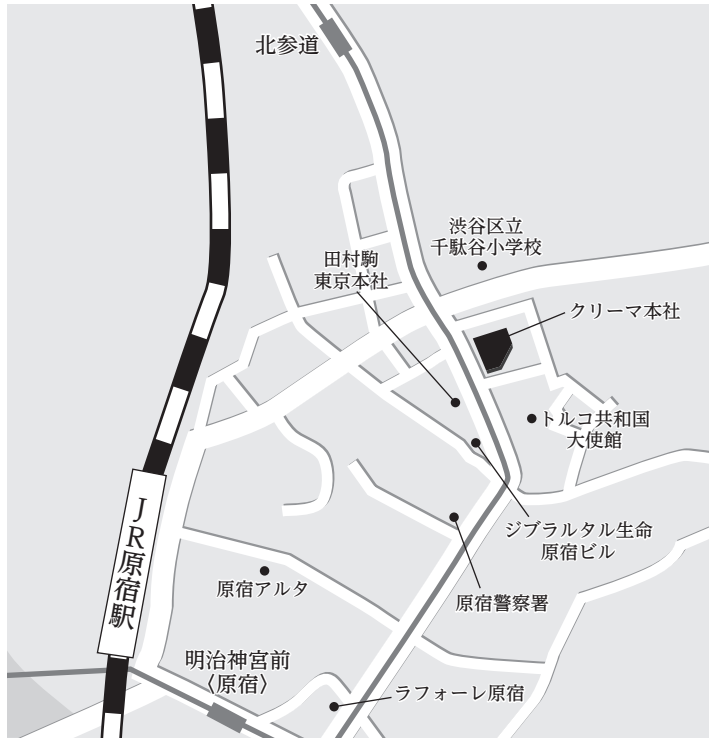 北参道
渋谷区立
千駄谷小学校
田村駒
東京本社
クリーマ本社
トルコ共和国
大使館
JR原宿駅
ジブラルタル生命
原宿ビル
原宿アルタ
原宿警察署
明治神宮前
〈原宿〉
ラフォーレ原宿